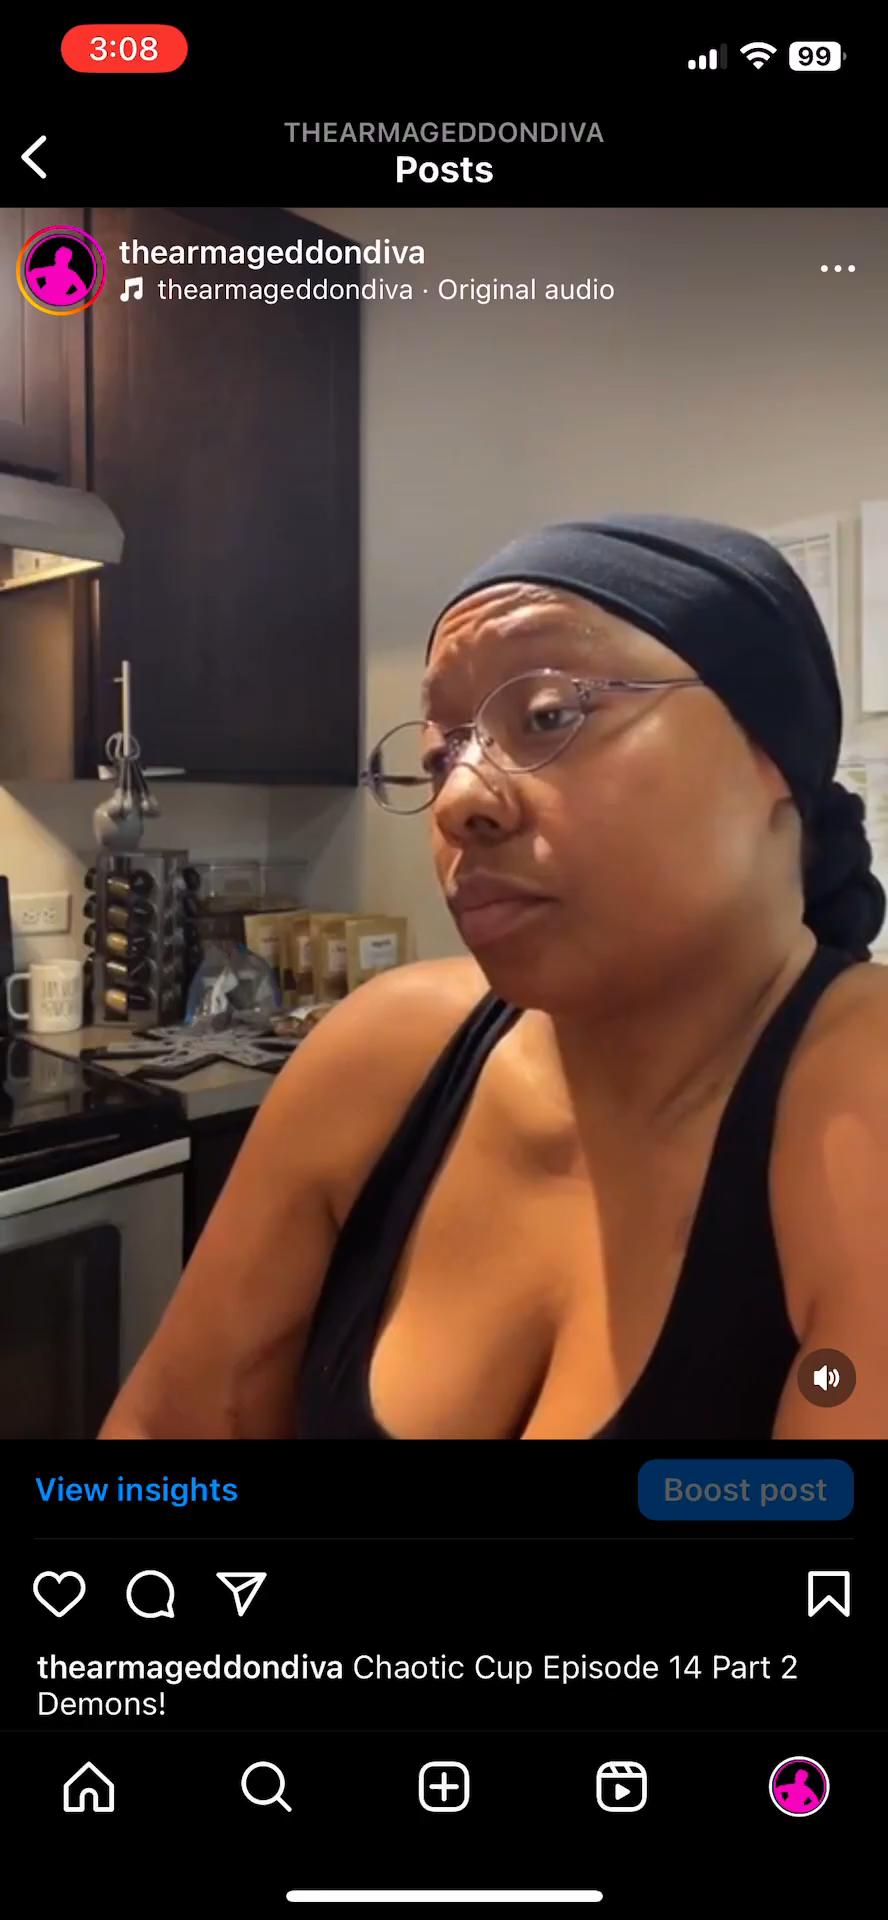 3:08
99
THEARMAGEDDONDIVA
Posts
thearmageddondiva
thearmageddondiva · Original audio
View insights
Boost post
thearmageddondiva Chaotic Cup Episode 14 Part 2
Demons!